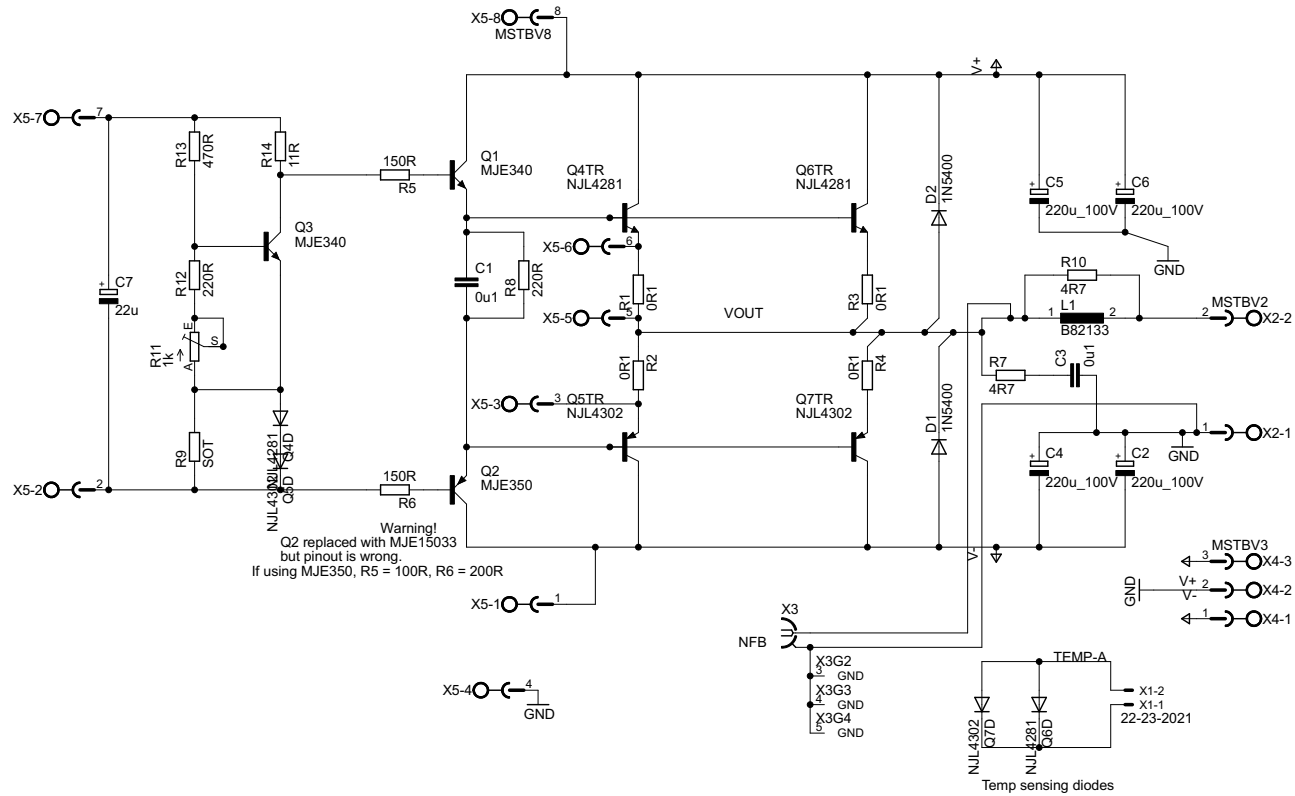 X5-8
8
MSTBV8
V+
X5-7
7
R13
470R
R14
11R
150R
R5
Q1
MJE340
Q4TR
NJL4281
Q6TR
NJL4281
D2
1N5400
C5
220u_100V
C6
220u_100V
Q3
MJE340
X5-6
6
GND
R12
220R
C7
22u
C1
0u1
R8
220R
R1
0R1
R3
0R1
R10
4R7
L1
1
2
B82133
MSTBV2
2
X2-2
X5-5
5
VOUT
E
S
A
R11
1k
R2
0R1
R4
0R1
R7
4R7
C3
0u1
X5-3
3
Q5TR
NJL4302
Q7TR
NJL4302
D1
1N5400
1
X2-1
GND
R9
SOT
NJL4281
Q4D
NJL4302
Q5D
C4
220u_100V
C2
220u_100V
X5-2
2
150R
R6
Q2
MJE350
Warning!
Q2 replaced with MJE15033
but pinout is wrong.
If using MJE350, R5 = 100R, R6 = 200R
V-
MSTBV3
3
X4-3
GND
V+
2
X4-2
V-
1
X4-1
X5-1
1
X3
NFB
X3G2
3
GND
X3G3
4
GND
X3G4
5
GND
X5-4
4
GND
TEMP-A
X1-2
X1-1
22-23-2021
NJL4302
Q7D
NJL4281
Q6D
Temp sensing diodes